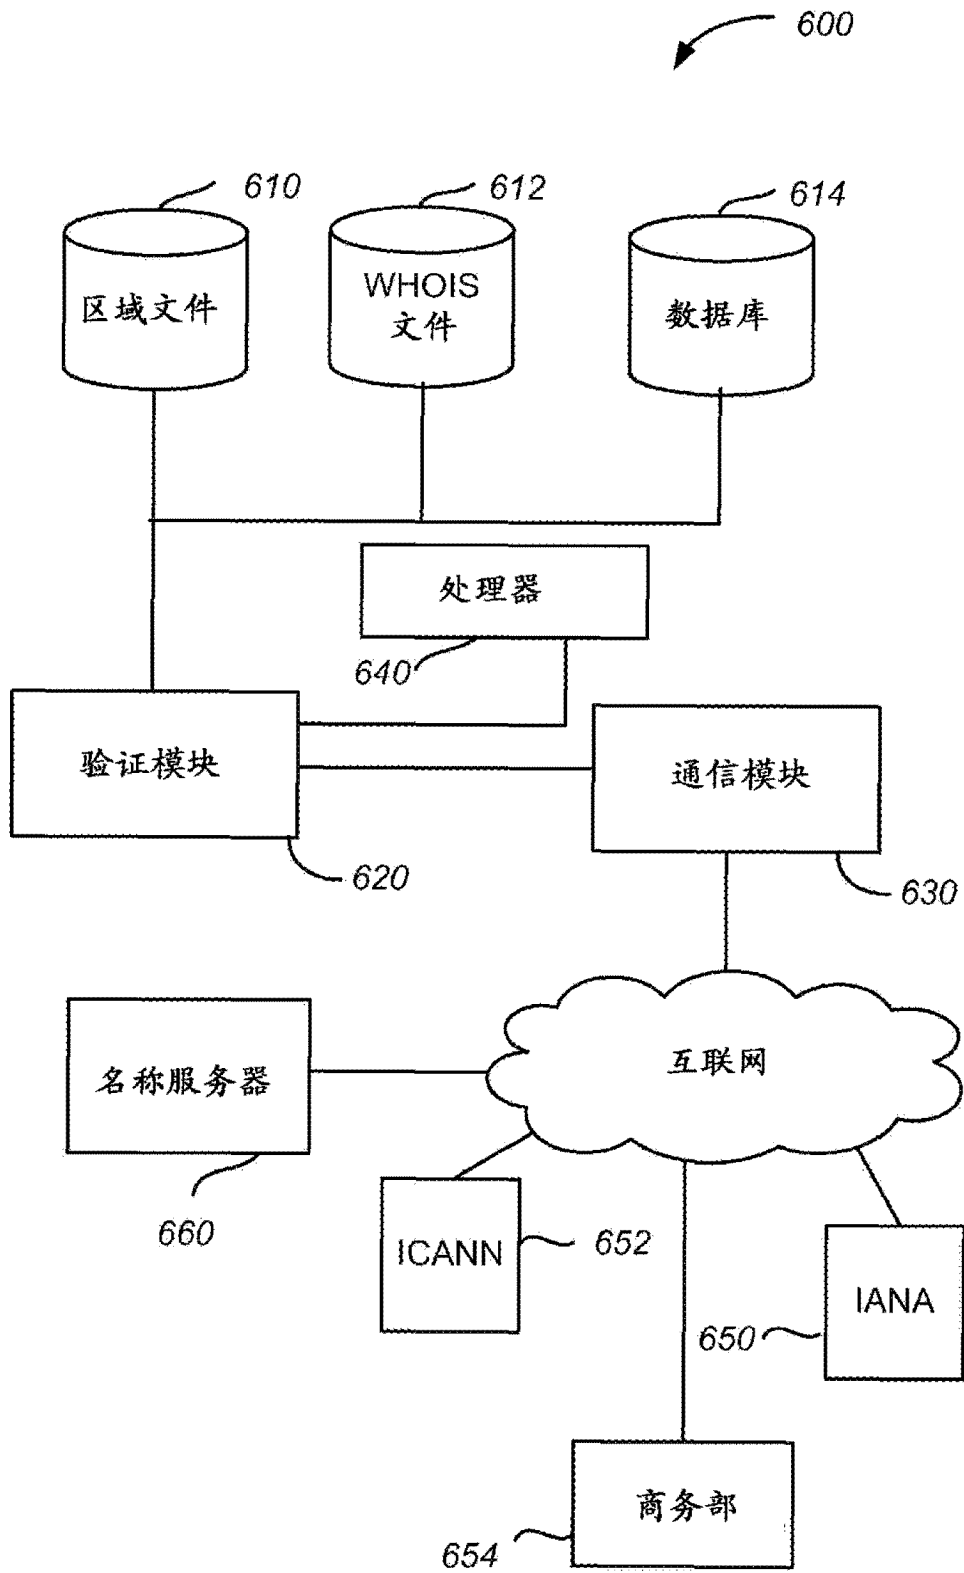 600
610
612
614
区域文件
WHOIS
文件
数据库
处理器
640
验证模块
通信模块
620
630
互联网
名称服务器
660
ICANN
652
IANA
650
商务部
654